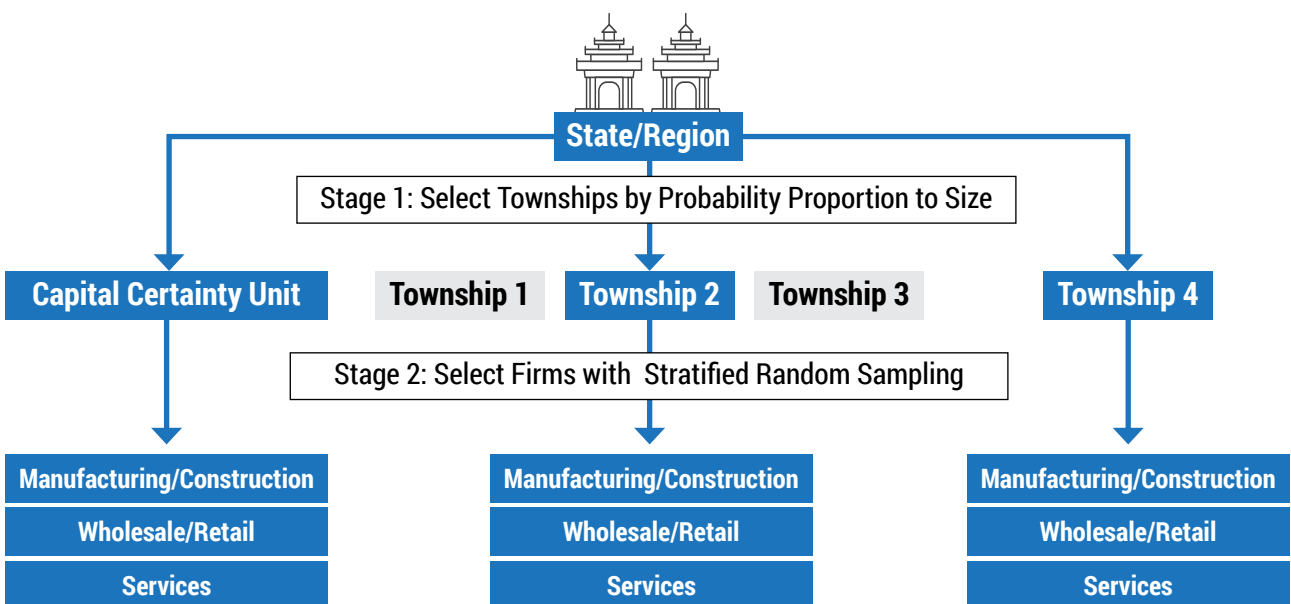 State/Region
Stage 1: Select Townships by Probability Proportion to Size
Capital Certainty Unit
Township 1
Township 2
Township 3
Township 4
Stage 2: Select Firms with Stratified Random Sampling
Manufacturing/Construction
Manufacturing/Construction
Manufacturing/Construction
Wholesale/Retail
Wholesale/Retail
Wholesale/Retail
Services
Services
Services